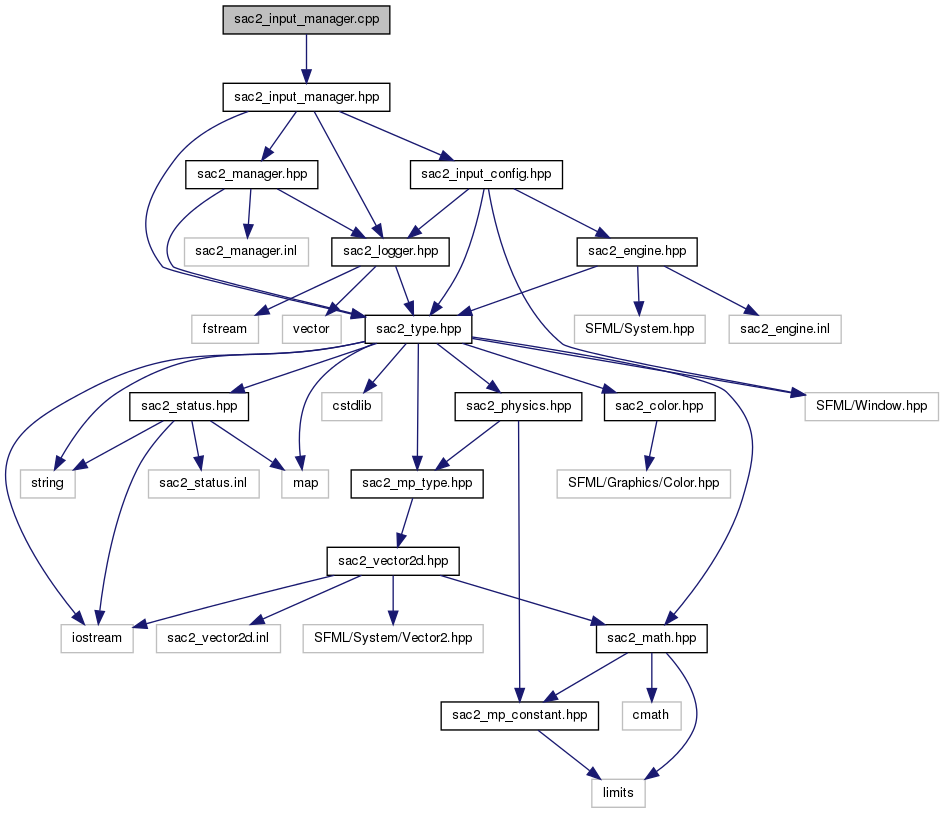 sac2_input_manager.cpp
sac2_input_manager.hpp
sac2_manager.hpp
sac2_input_config.hpp
sac2_manager.inl
sac2_logger.hpp
sac2_engine.hpp
fstream
vector
sac2_type.hpp
SFML/System.hpp
sac2_engine.inl
sac2_status.hpp
cstdlib
sac2_physics.hpp
sac2_color.hpp
SFML/Window.hpp
string
sac2_status.inl
map
sac2_mp_type.hpp
SFML/Graphics/Color.hpp
sac2_vector2d.hpp
iostream
sac2_vector2d.inl
SFML/System/Vector2.hpp
sac2_math.hpp
sac2_mp_constant.hpp
cmath
limits